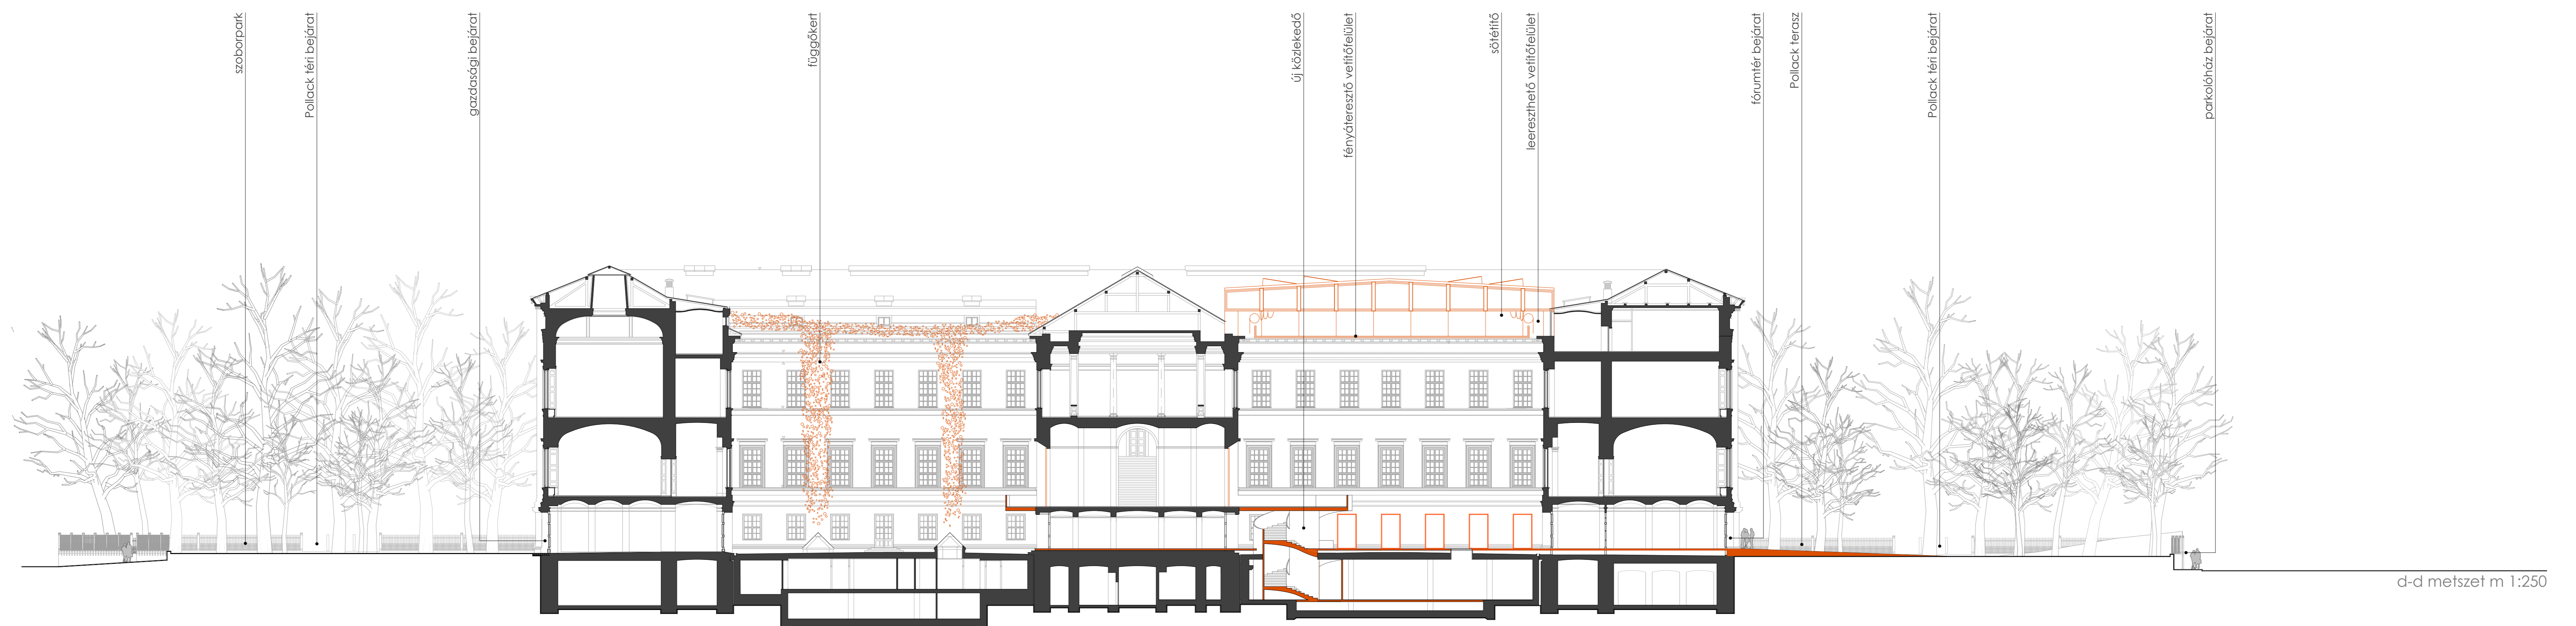 szoborpark
Pollack téri bejárat
gazdasági bejárat
függőkert
új közlekedő
fényáteresztő vetítőfelület
sötétítő
leereszthető vetítőfelület
fórumtér bejárat
Pollack terasz
Pollack téri bejárat
parkolóház bejárat
d-d metszet m 1:250